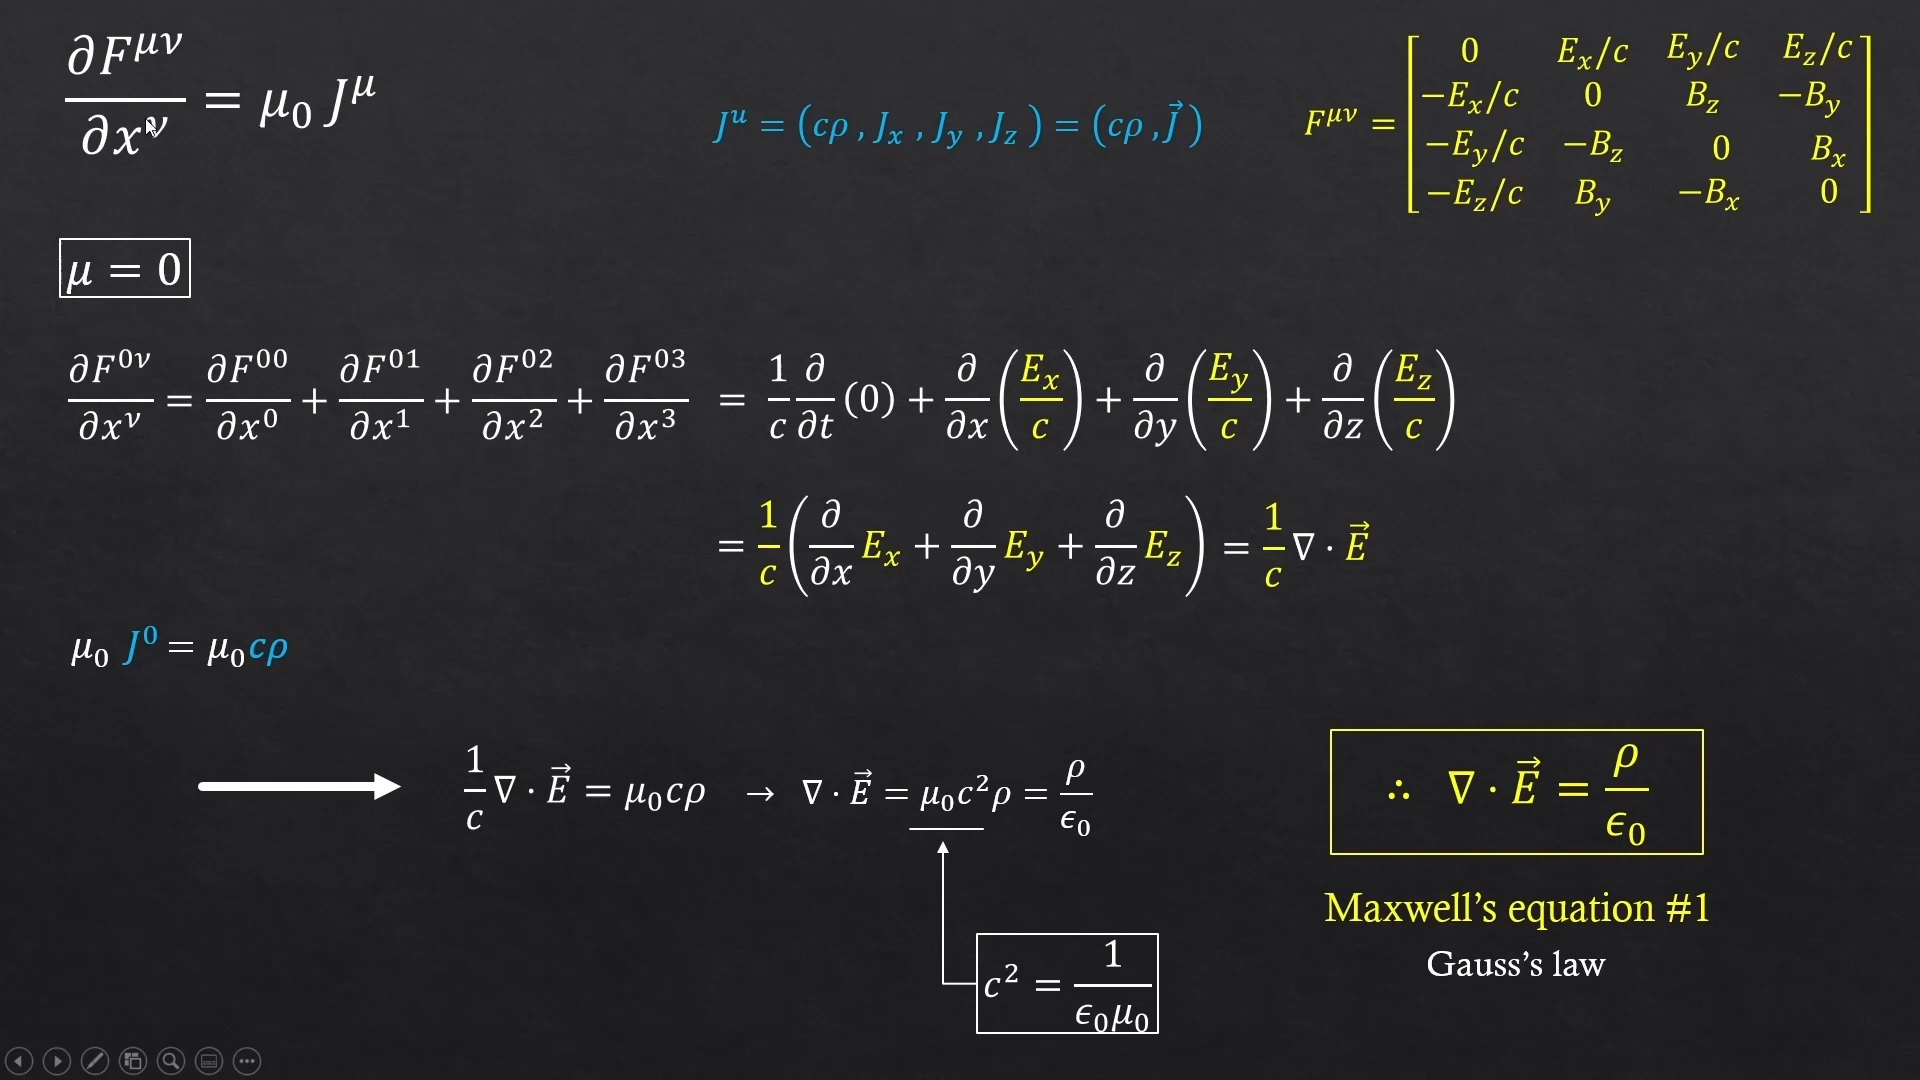 ∂F^{μν}/∂x^ν = μ₀ J^μ
J^u = (cρ , J_x , J_y , J_z ) = (cρ , J⃗ )
F^{μν} = [ 0 E_x/c E_y/c E_z/c
−E_x/c 0 B_z −B_y
−E_y/c −B_z 0 B_x
−E_z/c B_y −B_x 0 ]
μ = 0
∂F^{0ν}/∂x^ν = ∂F^{00}/∂x^0 + ∂F^{01}/∂x^1 + ∂F^{02}/∂x^2 + ∂F^{03}/∂x^3 = 1/c ∂/∂t (0) + ∂/∂x (E_x/c) + ∂/∂y (E_y/c) + ∂/∂z (E_z/c)
= 1/c (∂/∂x E_x + ∂/∂y E_y + ∂/∂z E_z) = 1/c ∇ · E⃗
μ₀ J^0 = μ₀cρ
1/c ∇ · E⃗ = μ₀cρ → ∇ · E⃗ = μ₀c²ρ = ρ/ϵ₀
∴ ∇ · E⃗ = ρ/ϵ₀
Maxwell's equation #1
Gauss's law
c² = 1/ϵ₀μ₀